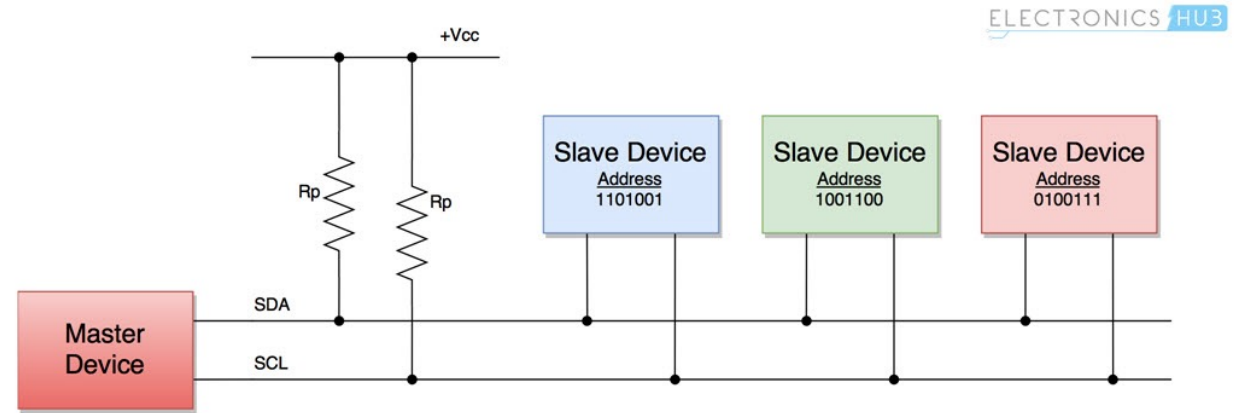 ELECTRONICS HUB
+Vcc
Slave Device
Address
1101001
Slave Device
Address
1001100
Slave Device
Address
0100111
Rp
Rp
SDA
Master
Device
SCL